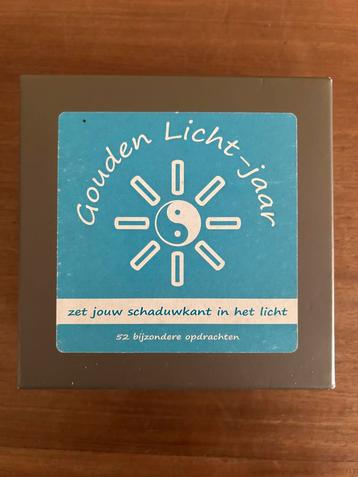 Gouden Licht-jaar
zet jouw schaduwkant in het licht
52 bijzondere opdrachten